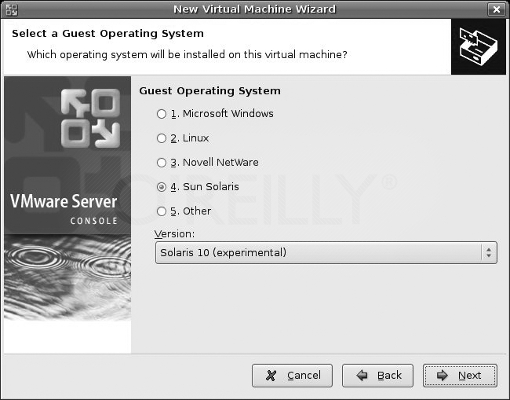 New Virtual Machine Wizard
Select a Guest Operating System
Which operating system will be installed on this virtual machine?
Guest Operating System
1. Microsoft Windows
2. Linux
3. Novell NetWare
4. Sun Solaris
5. Other
Version:
Solaris 10 (experimental)
VMware Server
CONSOLE
O'REILLY®
Cancel
Back
Next